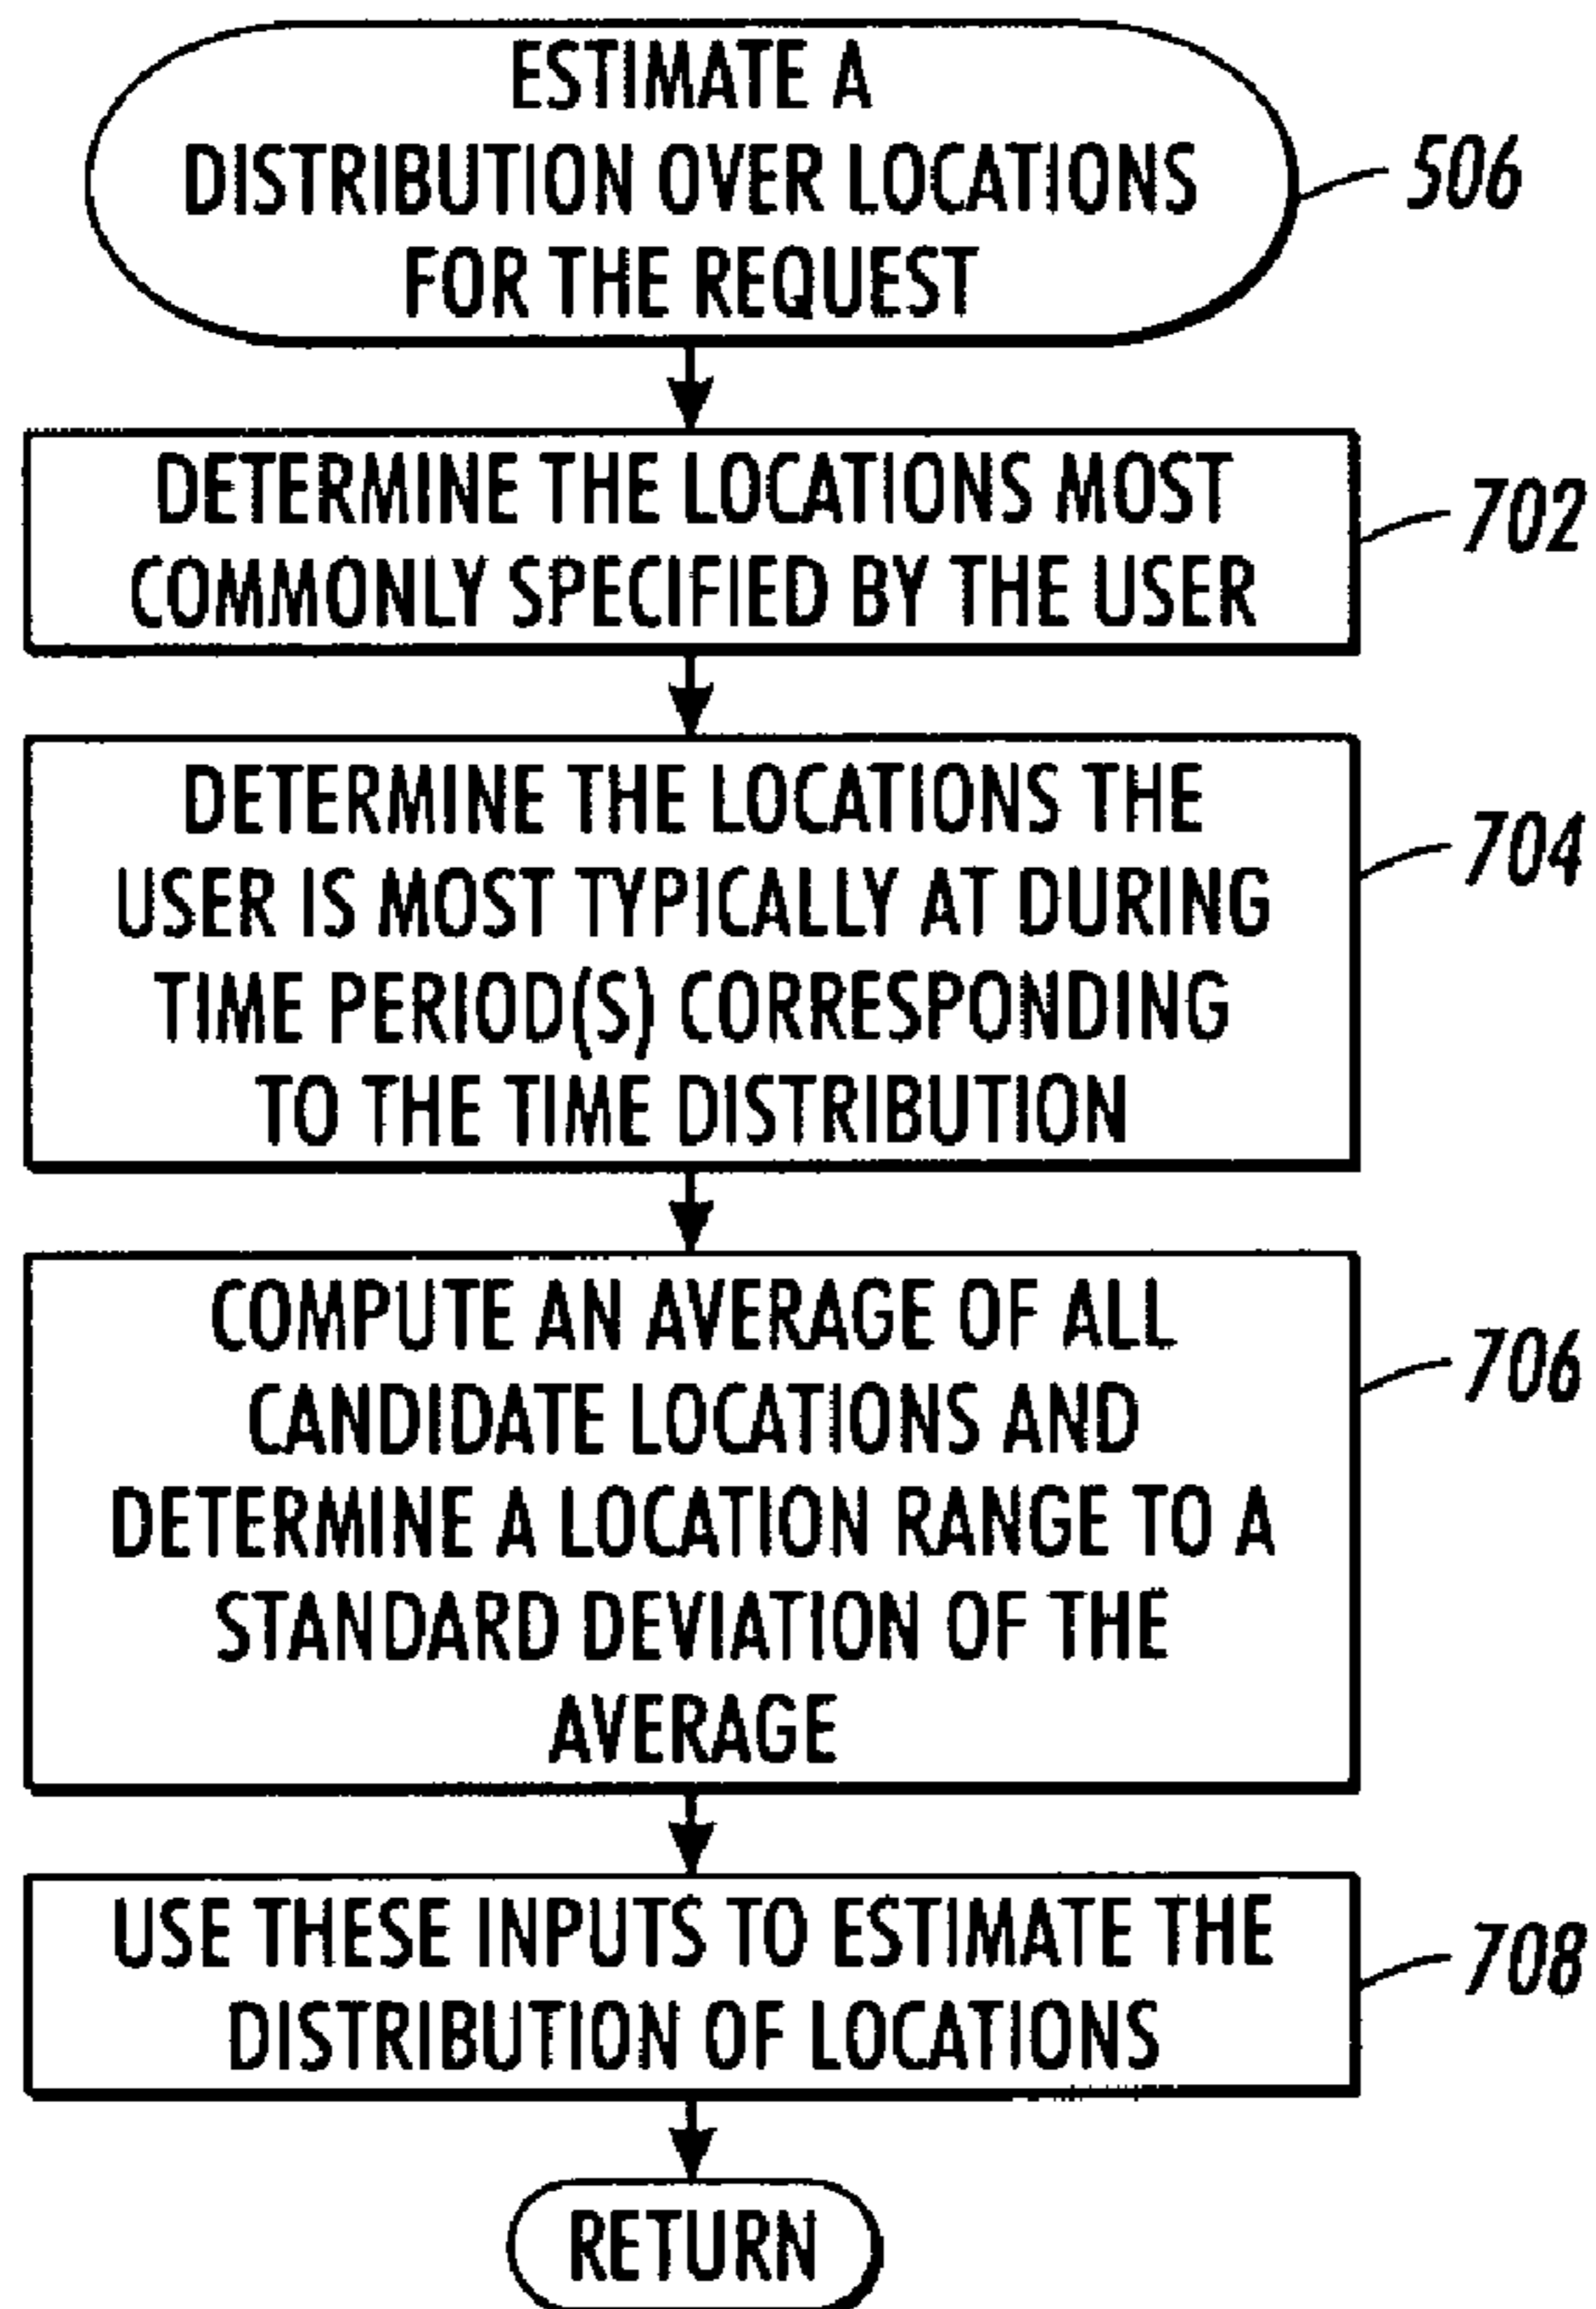 ESTIMATE A
DISTRIBUTION OVER LOCATIONS
FOR THE REQUEST
506
DETERMINE THE LOCATIONS MOST
COMMONLY SPECIFIED BY THE USER
702
DETERMINE THE LOCATIONS THE
USER IS MOST TYPICALLY AT DURING
TIME PERIOD(S) CORRESPONDING
TO THE TIME DISTRIBUTION
704
COMPUTE AN AVERAGE OF ALL
CANDIDATE LOCATIONS AND
DETERMINE A LOCATION RANGE TO A
STANDARD DEVIATION OF THE
AVERAGE
706
USE THESE INPUTS TO ESTIMATE THE
DISTRIBUTION OF LOCATIONS
708
RETURN